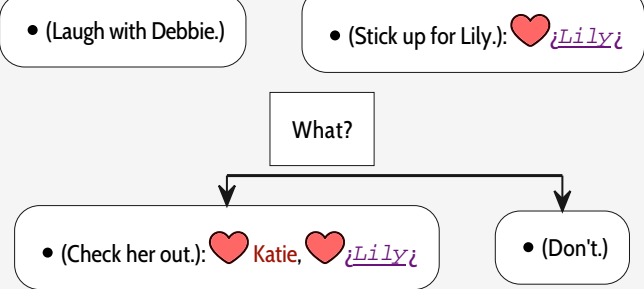 • (Laugh with Debbie.)
• (Stick up for Lily.): ¿Lily¿
What?
• (Check her out.): Katie, ¿Lily¿
• (Don't.)